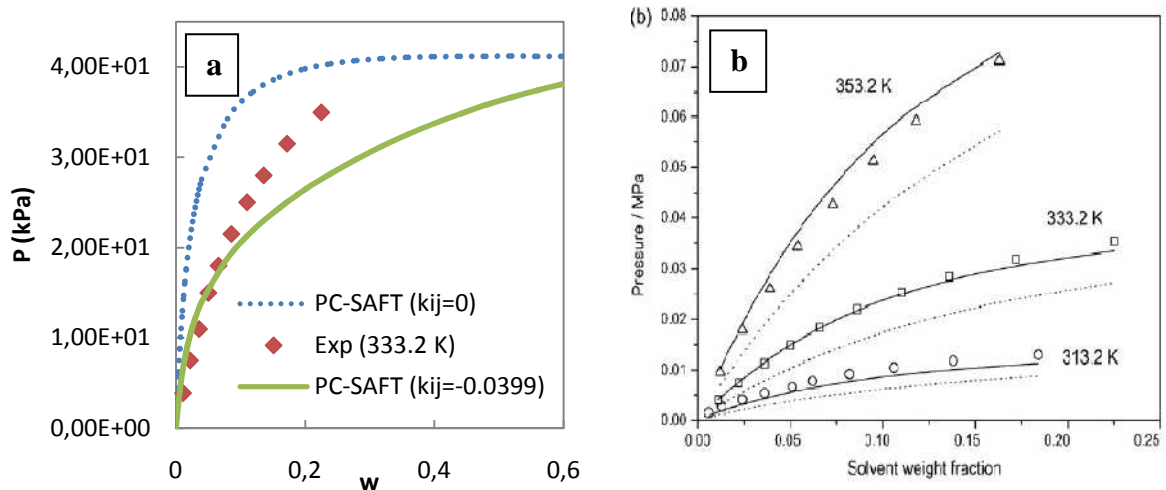 a
4,00E+01
3,00E+01
2,00E+01
1,00E+01
0,00E+00
P (kPa)
PC-SAFT (kij=0)
Exp (333.2 K)
PC-SAFT (kij=-0.0399)
0
0,2
0,4
0,6
w
(b)
b
0.08
0.07
0.06
0.05
0.04
0.03
0.02
0.01
0.00
Pressure / MPa
353.2 K
333.2 K
313.2 K
0.00
0.05
0.10
0.15
0.20
0.25
Solvent weight fraction